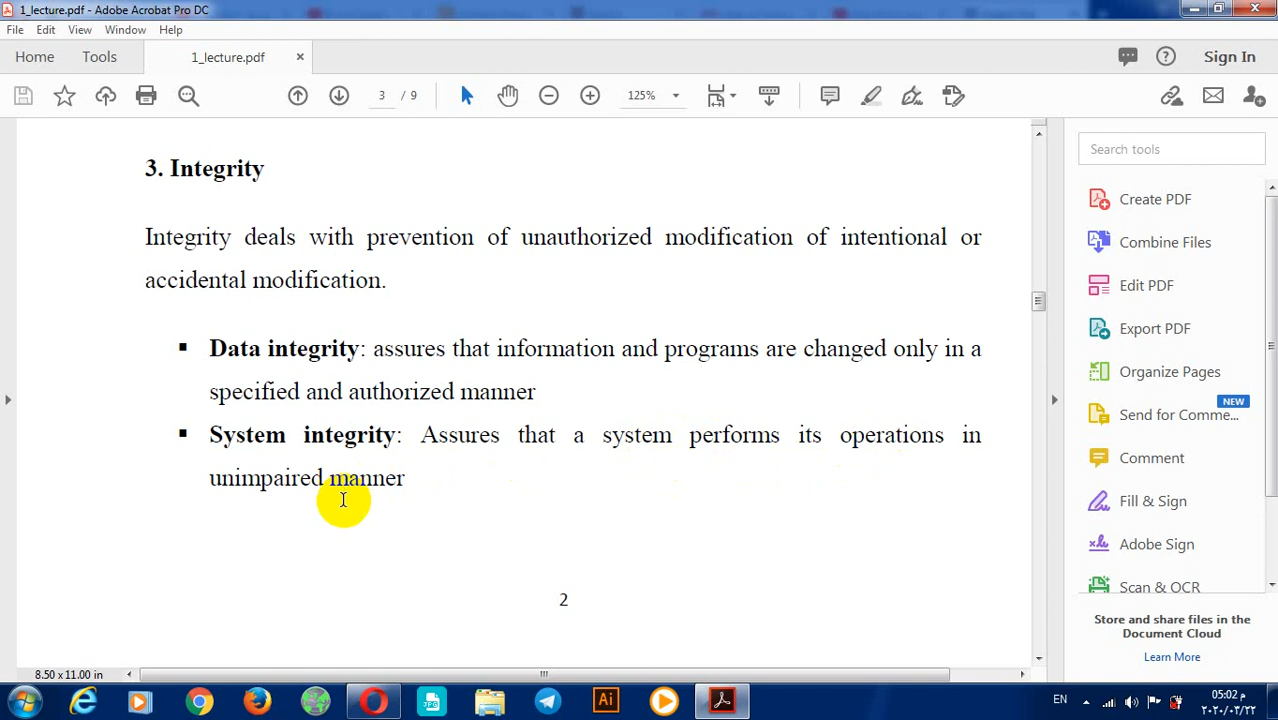 1_lecture.pdf - Adobe Acrobat Pro DC
File Edit View Window Help
Home Tools 1_lecture.pdf × Sign In
3 / 9 125%
3. Integrity
Integrity deals with prevention of unauthorized modification of intentional or
accidental modification.
▪ Data integrity: assures that information and programs are changed only in a
specified and authorized manner
▪ System integrity: Assures that a system performs its operations in
unimpaired manner
2
8.50 x 11.00 in
Search tools
Create PDF
Combine Files
Edit PDF
Export PDF
Organize Pages
NEW
Send for Comme...
Comment
Fill & Sign
Adobe Sign
Scan & OCR
Store and share files in the
Document Cloud
Learn More
JPG
Ai
EN
05:02 م
٢٠٢٠/٠٣/٢٢